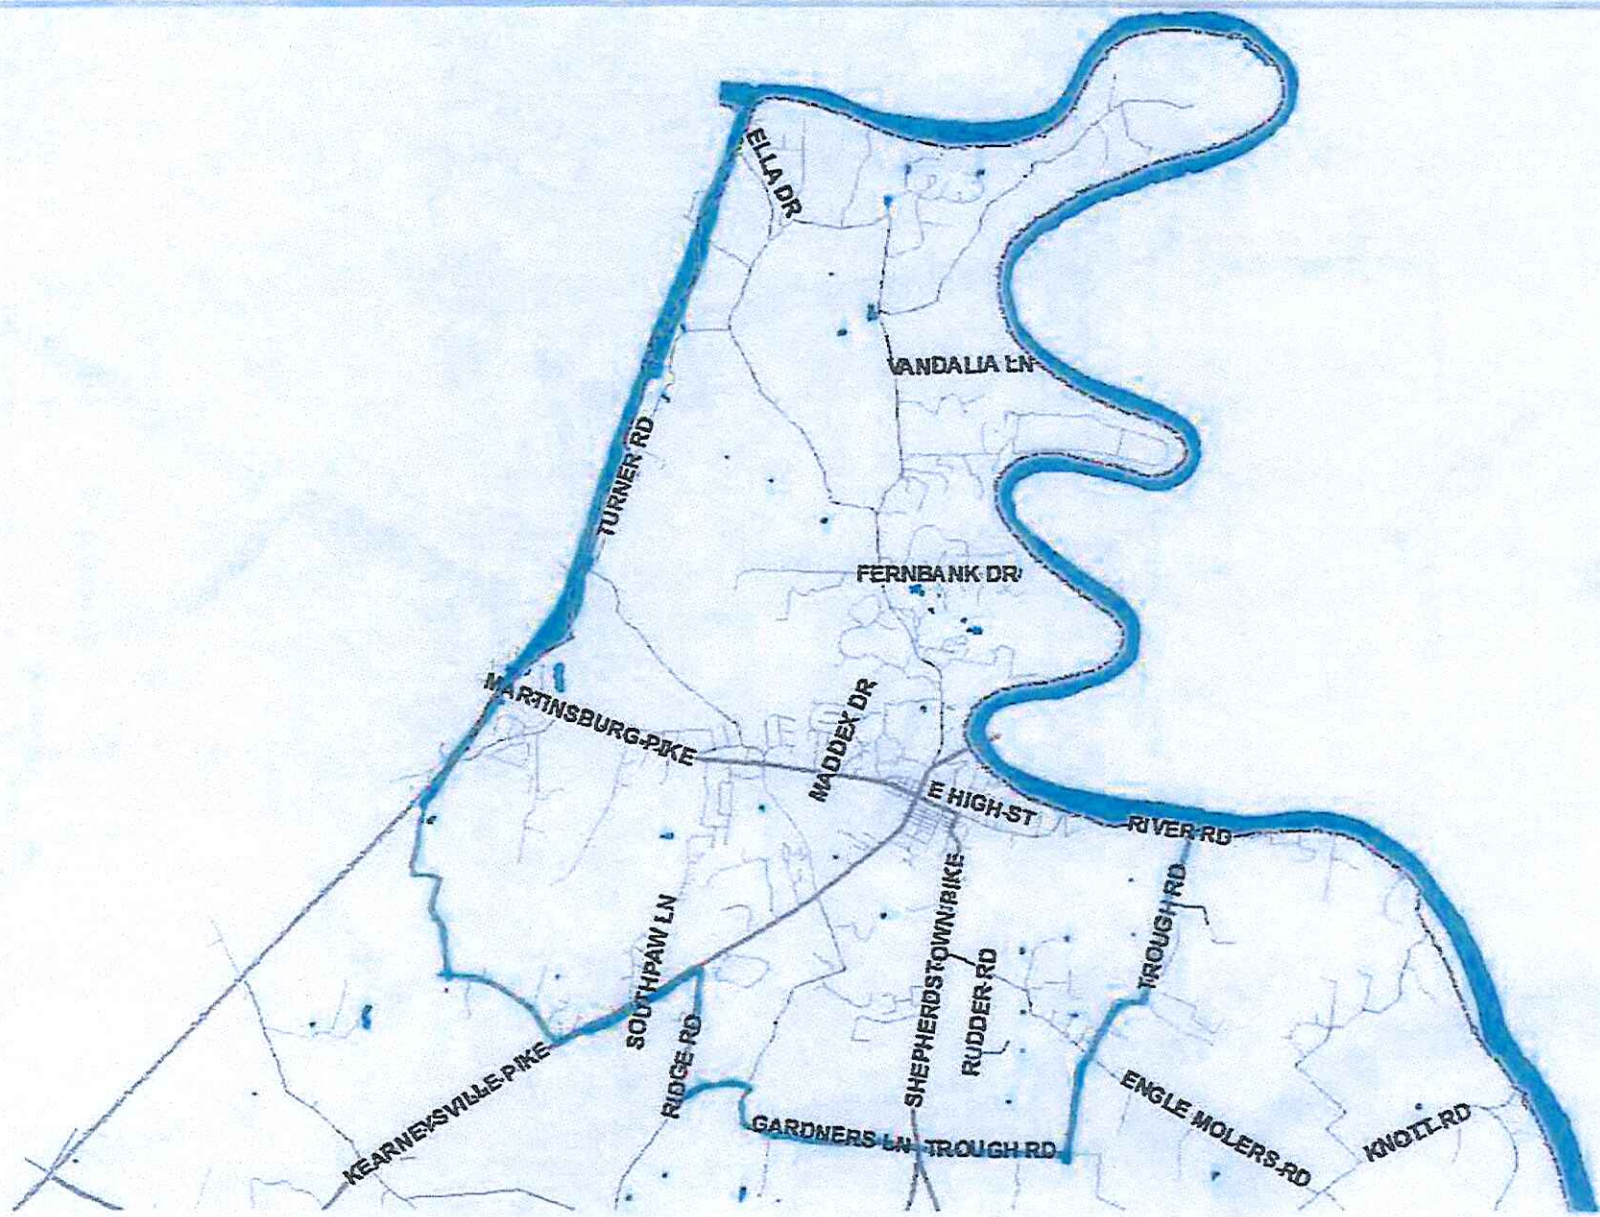 ELLA DR
VANDALIA LN
TURNER RD
FERNBANK DR
MARTINSBURG PIKE
MADDEX DR
E HIGH ST
RIVER RD
TROUGH RD
SOUTHPAW LN
SHEPHERDSTOWN PIKE
RUDDER RD
RIDGE RD
KEARNEYSVILLE PIKE
GARDNERS LN
TROUGH RD
ENGLE MOLERS RD
KNOTT RD